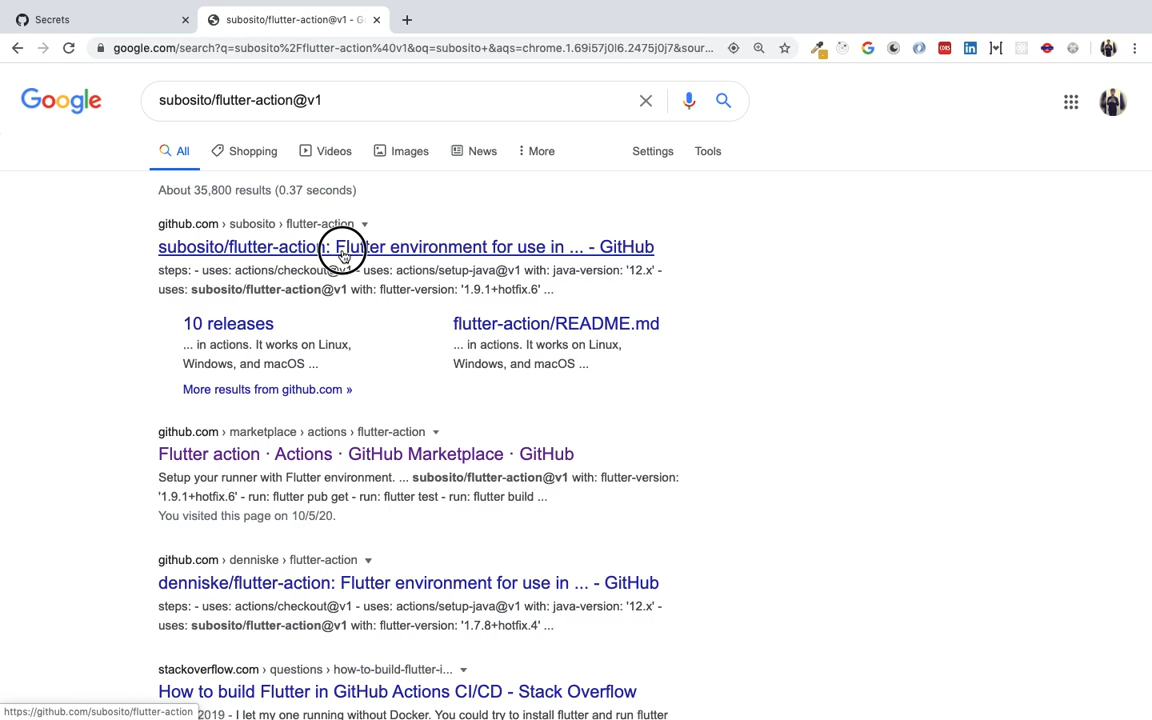 Secrets
subosito/flutter-action@v1 - G
google.com/search?q=subosito%2Fflutter-action%40v1&oq=subosito+&aqs=chrome.1.69i57j0l6.2475j0j7&sour...
Google
subosito/flutter-action@v1
All
Shopping
Videos
Images
News
More
Settings
Tools
About 35,800 results (0.37 seconds)
github.com › subosito › flutter-action
subosito/flutter-action: Flutter environment for use in ... - GitHub
steps: - uses: actions/checkout@v1 - uses: actions/setup-java@v1 with: java-version: '12.x' -
uses: subosito/flutter-action@v1 with: flutter-version: '1.9.1+hotfix.6' ...
10 releases
... in actions. It works on Linux,
Windows, and macOS ...
flutter-action/README.md
... in actions. It works on Linux,
Windows, and macOS ...
More results from github.com »
github.com › marketplace › actions › flutter-action
Flutter action · Actions · GitHub Marketplace · GitHub
Setup your runner with Flutter environment. ... subosito/flutter-action@v1 with: flutter-version:
'1.9.1+hotfix.6' - run: flutter pub get - run: flutter test - run: flutter build ...
You visited this page on 10/5/20.
github.com › denniske › flutter-action
denniske/flutter-action: Flutter environment for use in ... - GitHub
steps: - uses: actions/checkout@v1 - uses: actions/setup-java@v1 with: java-version: '12.x' -
uses: subosito/flutter-action@v1 with: flutter-version: '1.7.8+hotfix.4' ...
stackoverflow.com › questions › how-to-build-flutter-i...
How to build Flutter in GitHub Actions CI/CD - Stack Overflow
2019 - I let my one running without Docker. You could try to install flutter and run flutter
https://github.com/subosito/flutter-action